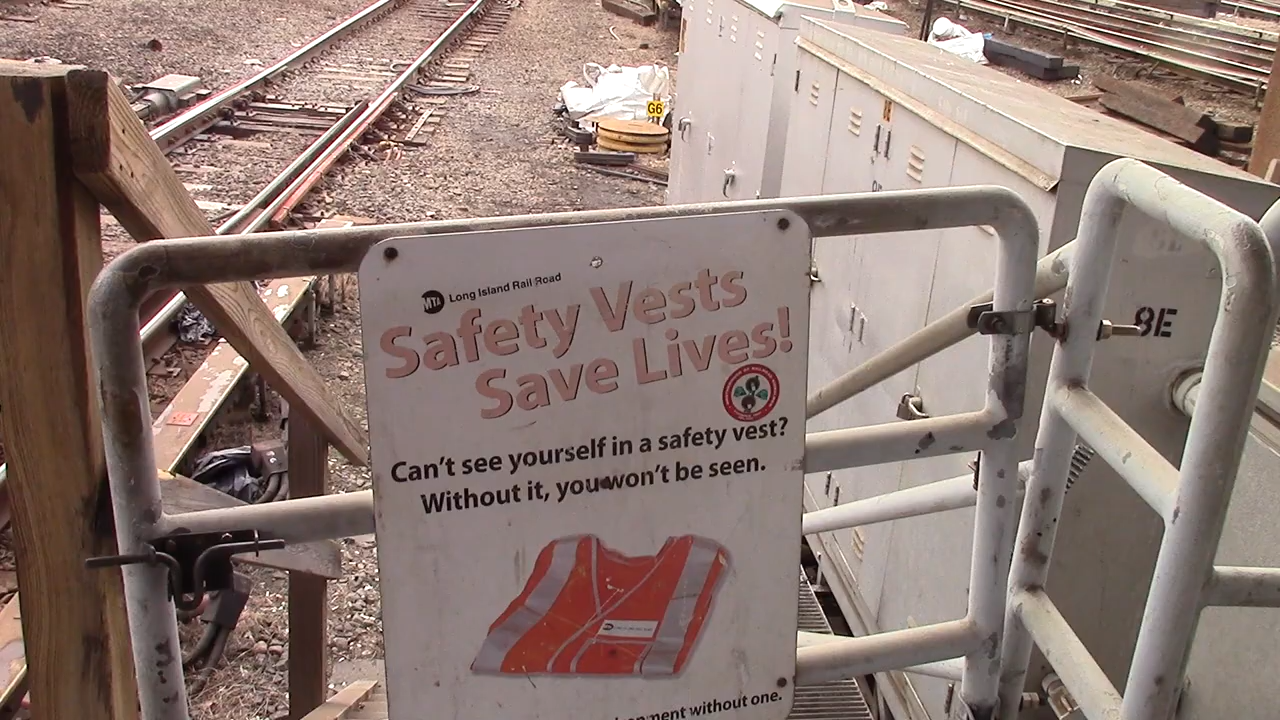 G6
MTA Long Island Rail Road
Safety Vests
Save Lives!
Can't see yourself in a safety vest?
Without it, you won't be seen.
without one.
8E